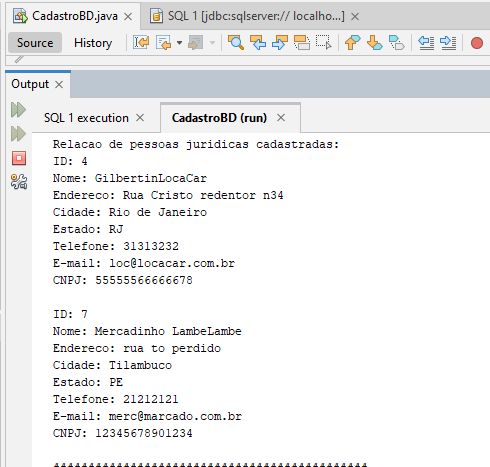 CadastroBD.java
SQL 1 [jdbc:sqlserver:// localho...]
Source
History
Output
SQL 1 execution
CadastroBD (run)
Relacao de pessoas juridicas cadastradas:
ID: 4
Nome: GilbertinLocaCar
Endereco: Rua Cristo redentor n34
Cidade: Rio de Janeiro
Estado: RJ
Telefone: 31313232
E-mail: loc@locacar.com.br
CNPJ: 55555566666678
ID: 7
Nome: Mercadinho LambeLambe
Endereco: rua to perdido
Cidade: Tilambuco
Estado: PE
Telefone: 21212121
E-mail: merc@marcado.com.br
CNPJ: 12345678901234